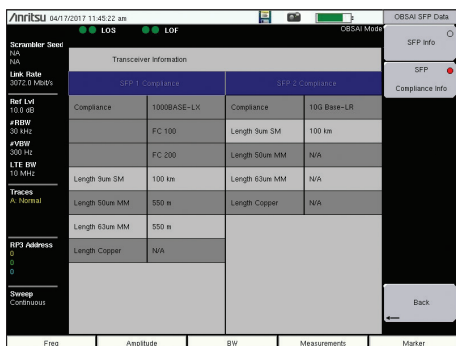 Anritsu 04/17/2017 11:45:22 am
OBSAI SFP Data
LOS LOF OBSAI Mode
SFP Info
SFP
Compliance Info
Back
Scrambler Seed
NA
NA
Link Rate
3072.0 Mbit/s
Ref Lvl
10.0 dB
#RBW
30 kHz
#VBW
300 Hz
LTE BW
10 MHz
Traces
A: Normal
RP3 Address
0
0
0
Sweep
Continuous
Transceiver Information
SFP 1 Compliance SFP 2 Compliance
Compliance 1000BASE-LX Compliance 10G Base-LR
FC 100 Length 9um SM 100 km
FC 200 Length 50um MM N/A
Length 9um SM 100 km Length 63um MM N/A
Length 50um MM 550 m Length Copper N/A
Length 63um MM 550 m
Length Copper N/A
Freq Amplitude BW Measurements Marker